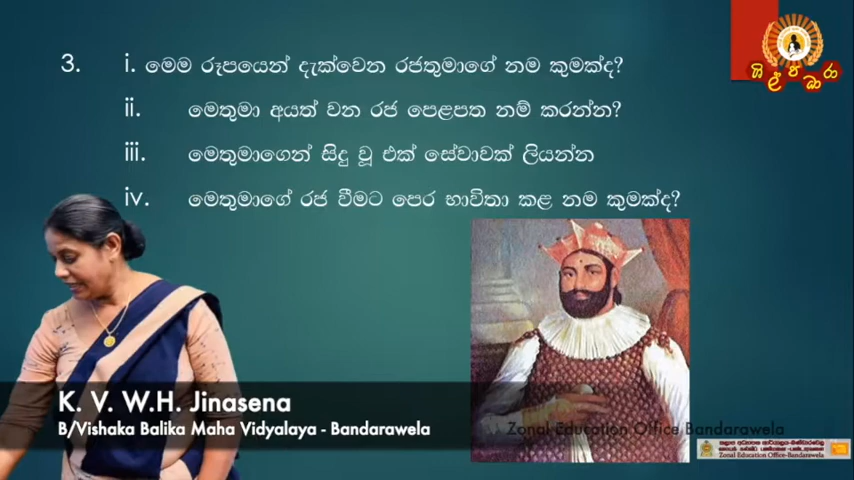 3. i. මෙම රූපයෙන් දැක්වෙන රජතුමාගේ නම කුමක්ද?
ii. මෙතුමා අයත් වන රජ පෙළපත නම් කරන්න?
iii. මෙතුමාගෙන් සිදු වූ එක් සේවාවක් ලියන්න
iv. මෙතුමාගේ රජ වීමට පෙර භාවිතා කළ නම කුමක්ද?
ශිල්ප
භාරා
K. V. W.H. Jinasena
B/Vishaka Balika Maha Vidyalaya - Bandarawela
Zonal Education Office Bandarawela
Zonal Education Office-Bandarawela